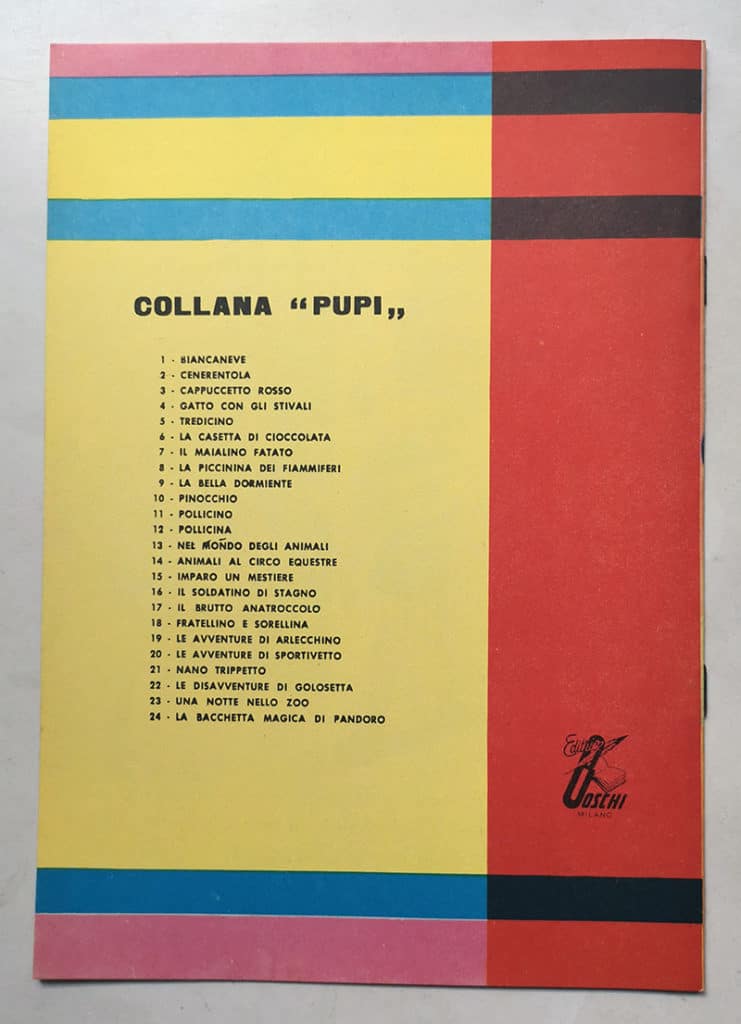 COLLANA “PUPI„
1 - BIANCANEVE
2 - CENERENTOLA
3 - CAPPUCCETTO ROSSO
4 - GATTO CON GLI STIVALI
5 - TREDICINO
6 - LA CASETTA DI CIOCCOLATA
7 - IL MAIALINO FATATO
8 - LA PICCININA DEI FIAMMIFERI
9 - LA BELLA DORMIENTE
10 - PINOCCHIO
11 - POLLICINO
12 - POLLICINA
13 - NEL MONDO DEGLI ANIMALI
14 - ANIMALI AL CIRCO EQUESTRE
15 - IMPARO UN MESTIERE
16 - IL SOLDATINO DI STAGNO
17 - IL BRUTTO ANATROCCOLO
18 - FRATELLINO E SORELLINA
19 - LE AVVENTURE DI ARLECCHINO
20 - LE AVVENTURE DI SPORTIVETTO
21 - NANO TRIPPETTO
22 - LE DISAVVENTURE DI GOLOSETTA
23 - UNA NOTTE NELLO ZOO
24 - LA BACCHETTA MAGICA DI PANDORO
MILANO